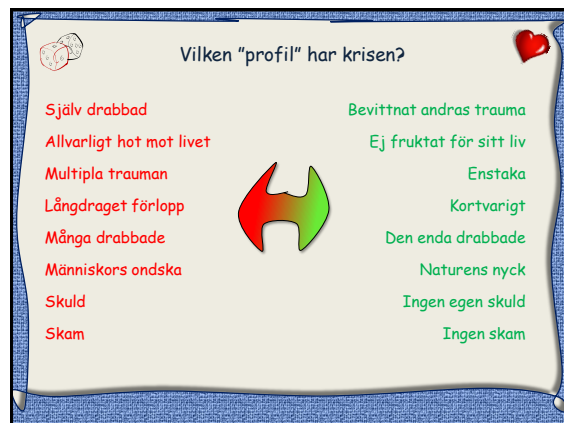 Vilken ”profil” har krisen?
Själv drabbad Bevittnat andras trauma
Allvarligt hot mot livet Ej fruktat för sitt liv
Multipla trauman Enstaka
Långdraget förlopp Kortvarigt
Många drabbade Den enda drabbade
Människors ondska Naturens nyck
Skuld Ingen egen skuld
Skam Ingen skam